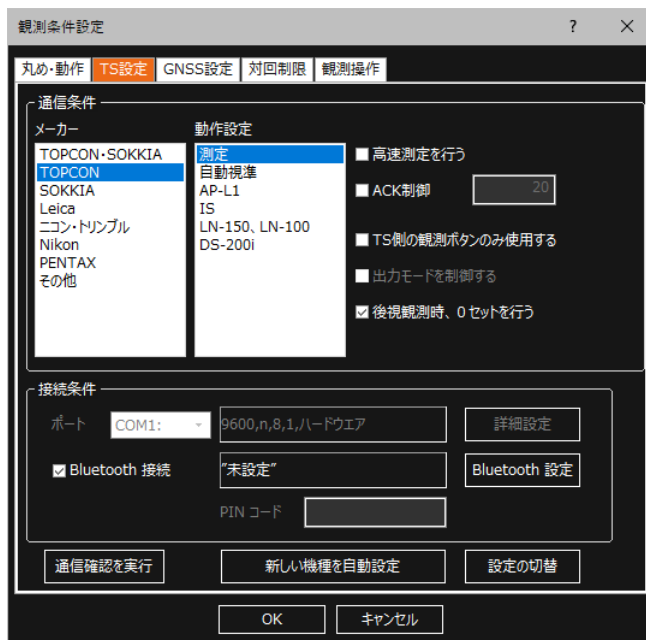 観測条件設定
丸め・動作 TS設定 GNSS設定 対回制限 観測操作
通信条件
メーカー
TOPCON・SOKKIA
TOPCON
SOKKIA
Leica
ニコン・トリンブル
Nikon
PENTAX
その他
動作設定
測定
自動視準
AP-L1
IS
LN-150、LN-100
DS-200i
高速測定を行う
ACK制御 20
TS側の観測ボタンのみ使用する
出力モードを制御する
後視観測時、0セットを行う
接続条件
ポート COM1: 9600,n,8,1,ハードウエア 詳細設定
Bluetooth 接続 "未設定" Bluetooth 設定
PIN コード
通信確認を実行 新しい機種を自動設定 設定の切替
OK キャンセル